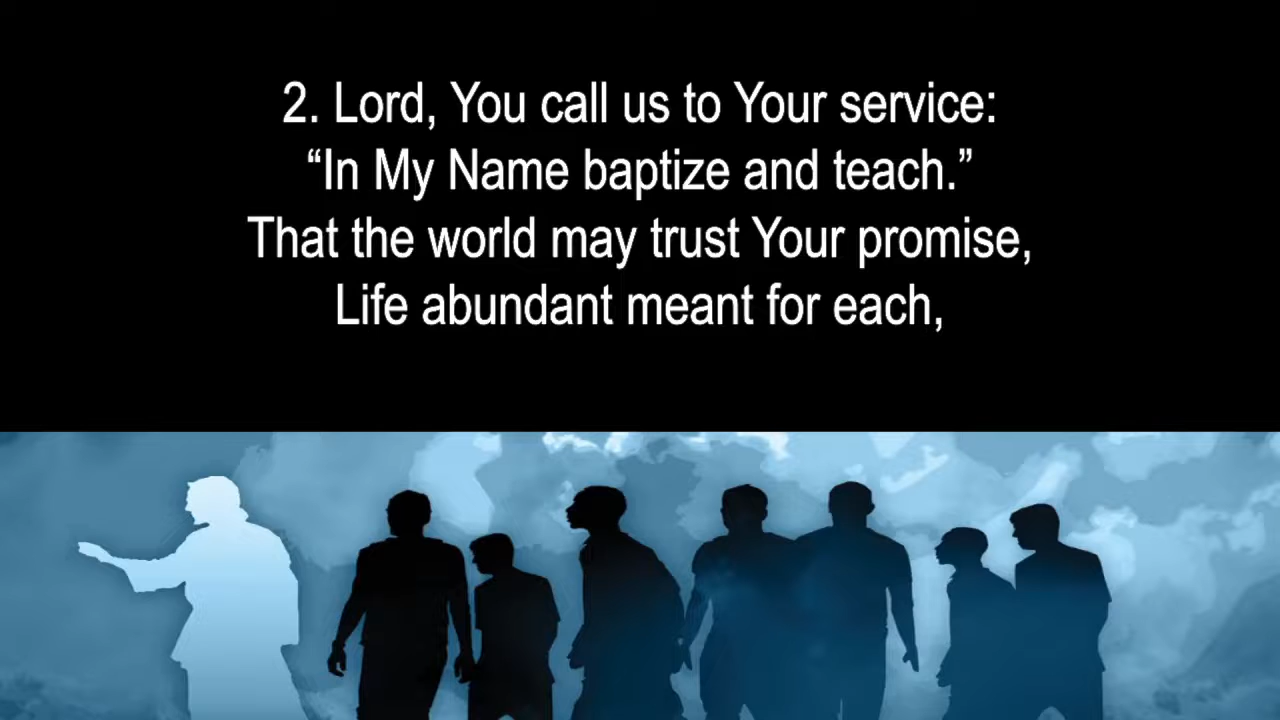 2. Lord, You call us to Your service:
“In My Name baptize and teach.”
That the world may trust Your promise,
Life abundant meant for each,